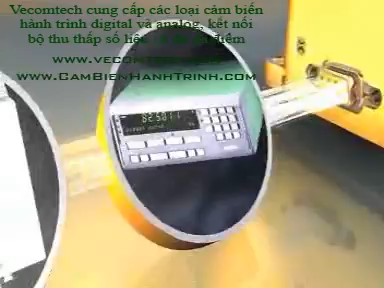 Vecomtech cung cấp các loại cảm biến
hành trình digital và analog, kết nối
bộ thu thập số liệu đếm
www.vecomtech
www.CamBienHanhTrinh.com